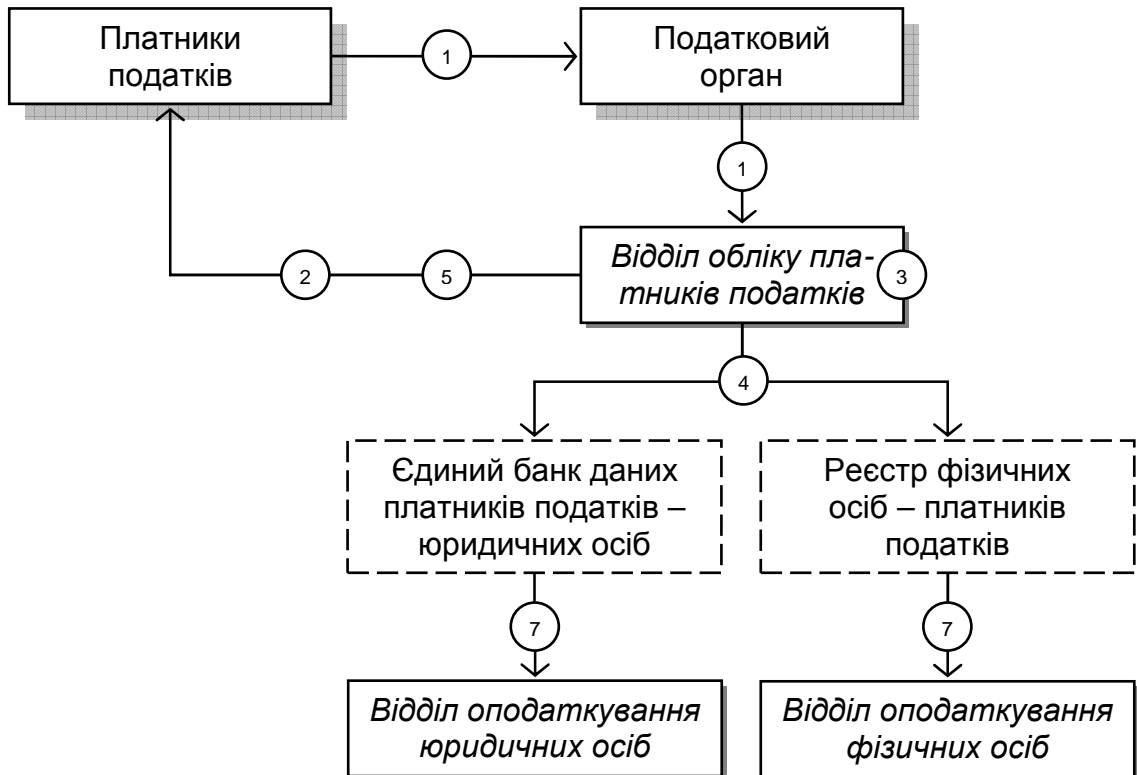 Платники
податків
1
Податковий
орган
1
2
5
Відділ обліку пла-
тників податків
3
4
Єдиний банк даних
платників податків –
юридичних осіб
Реєстр фізичних
осіб – платників
податків
7
7
Відділ оподаткування
юридичних осіб
Відділ оподаткування
фізичних осіб